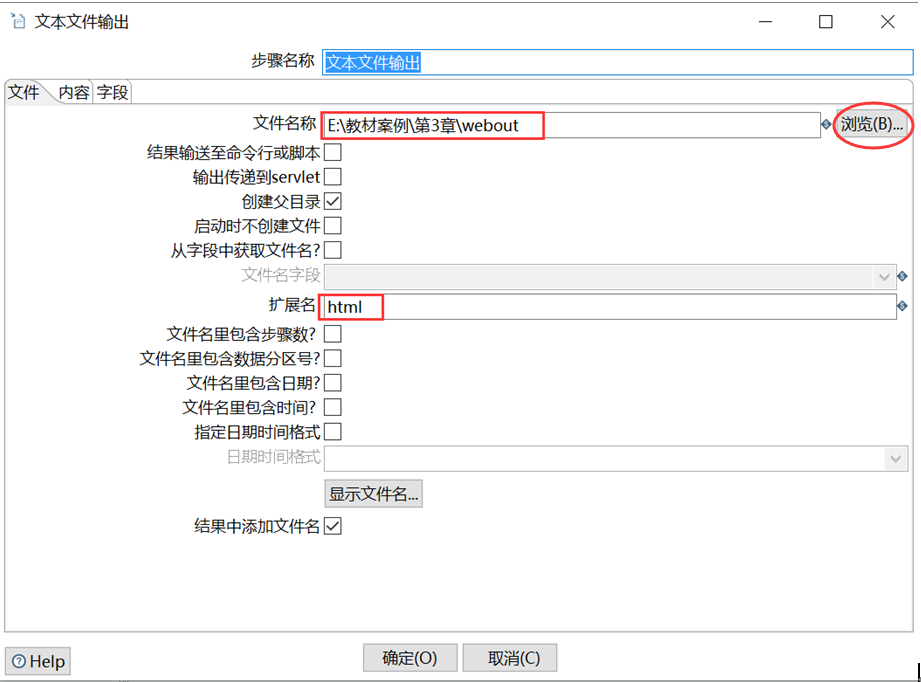 文本文件输出
步骤名称 文本文件输出
文件 内容 字段
文件名称 E:\教材案例\第3章\webout 浏览(B)...
结果输送至命令行或脚本
输出传递到servlet
创建父目录
启动时不创建文件
从字段中获取文件名?
文件名字段
扩展名 html
文件名里包含步骤数?
文件名里包含数据分区号?
文件名里包含日期?
文件名里包含时间?
指定日期时间格式
日期时间格式
显示文件名...
结果中添加文件名
Help 确定(O) 取消(C)